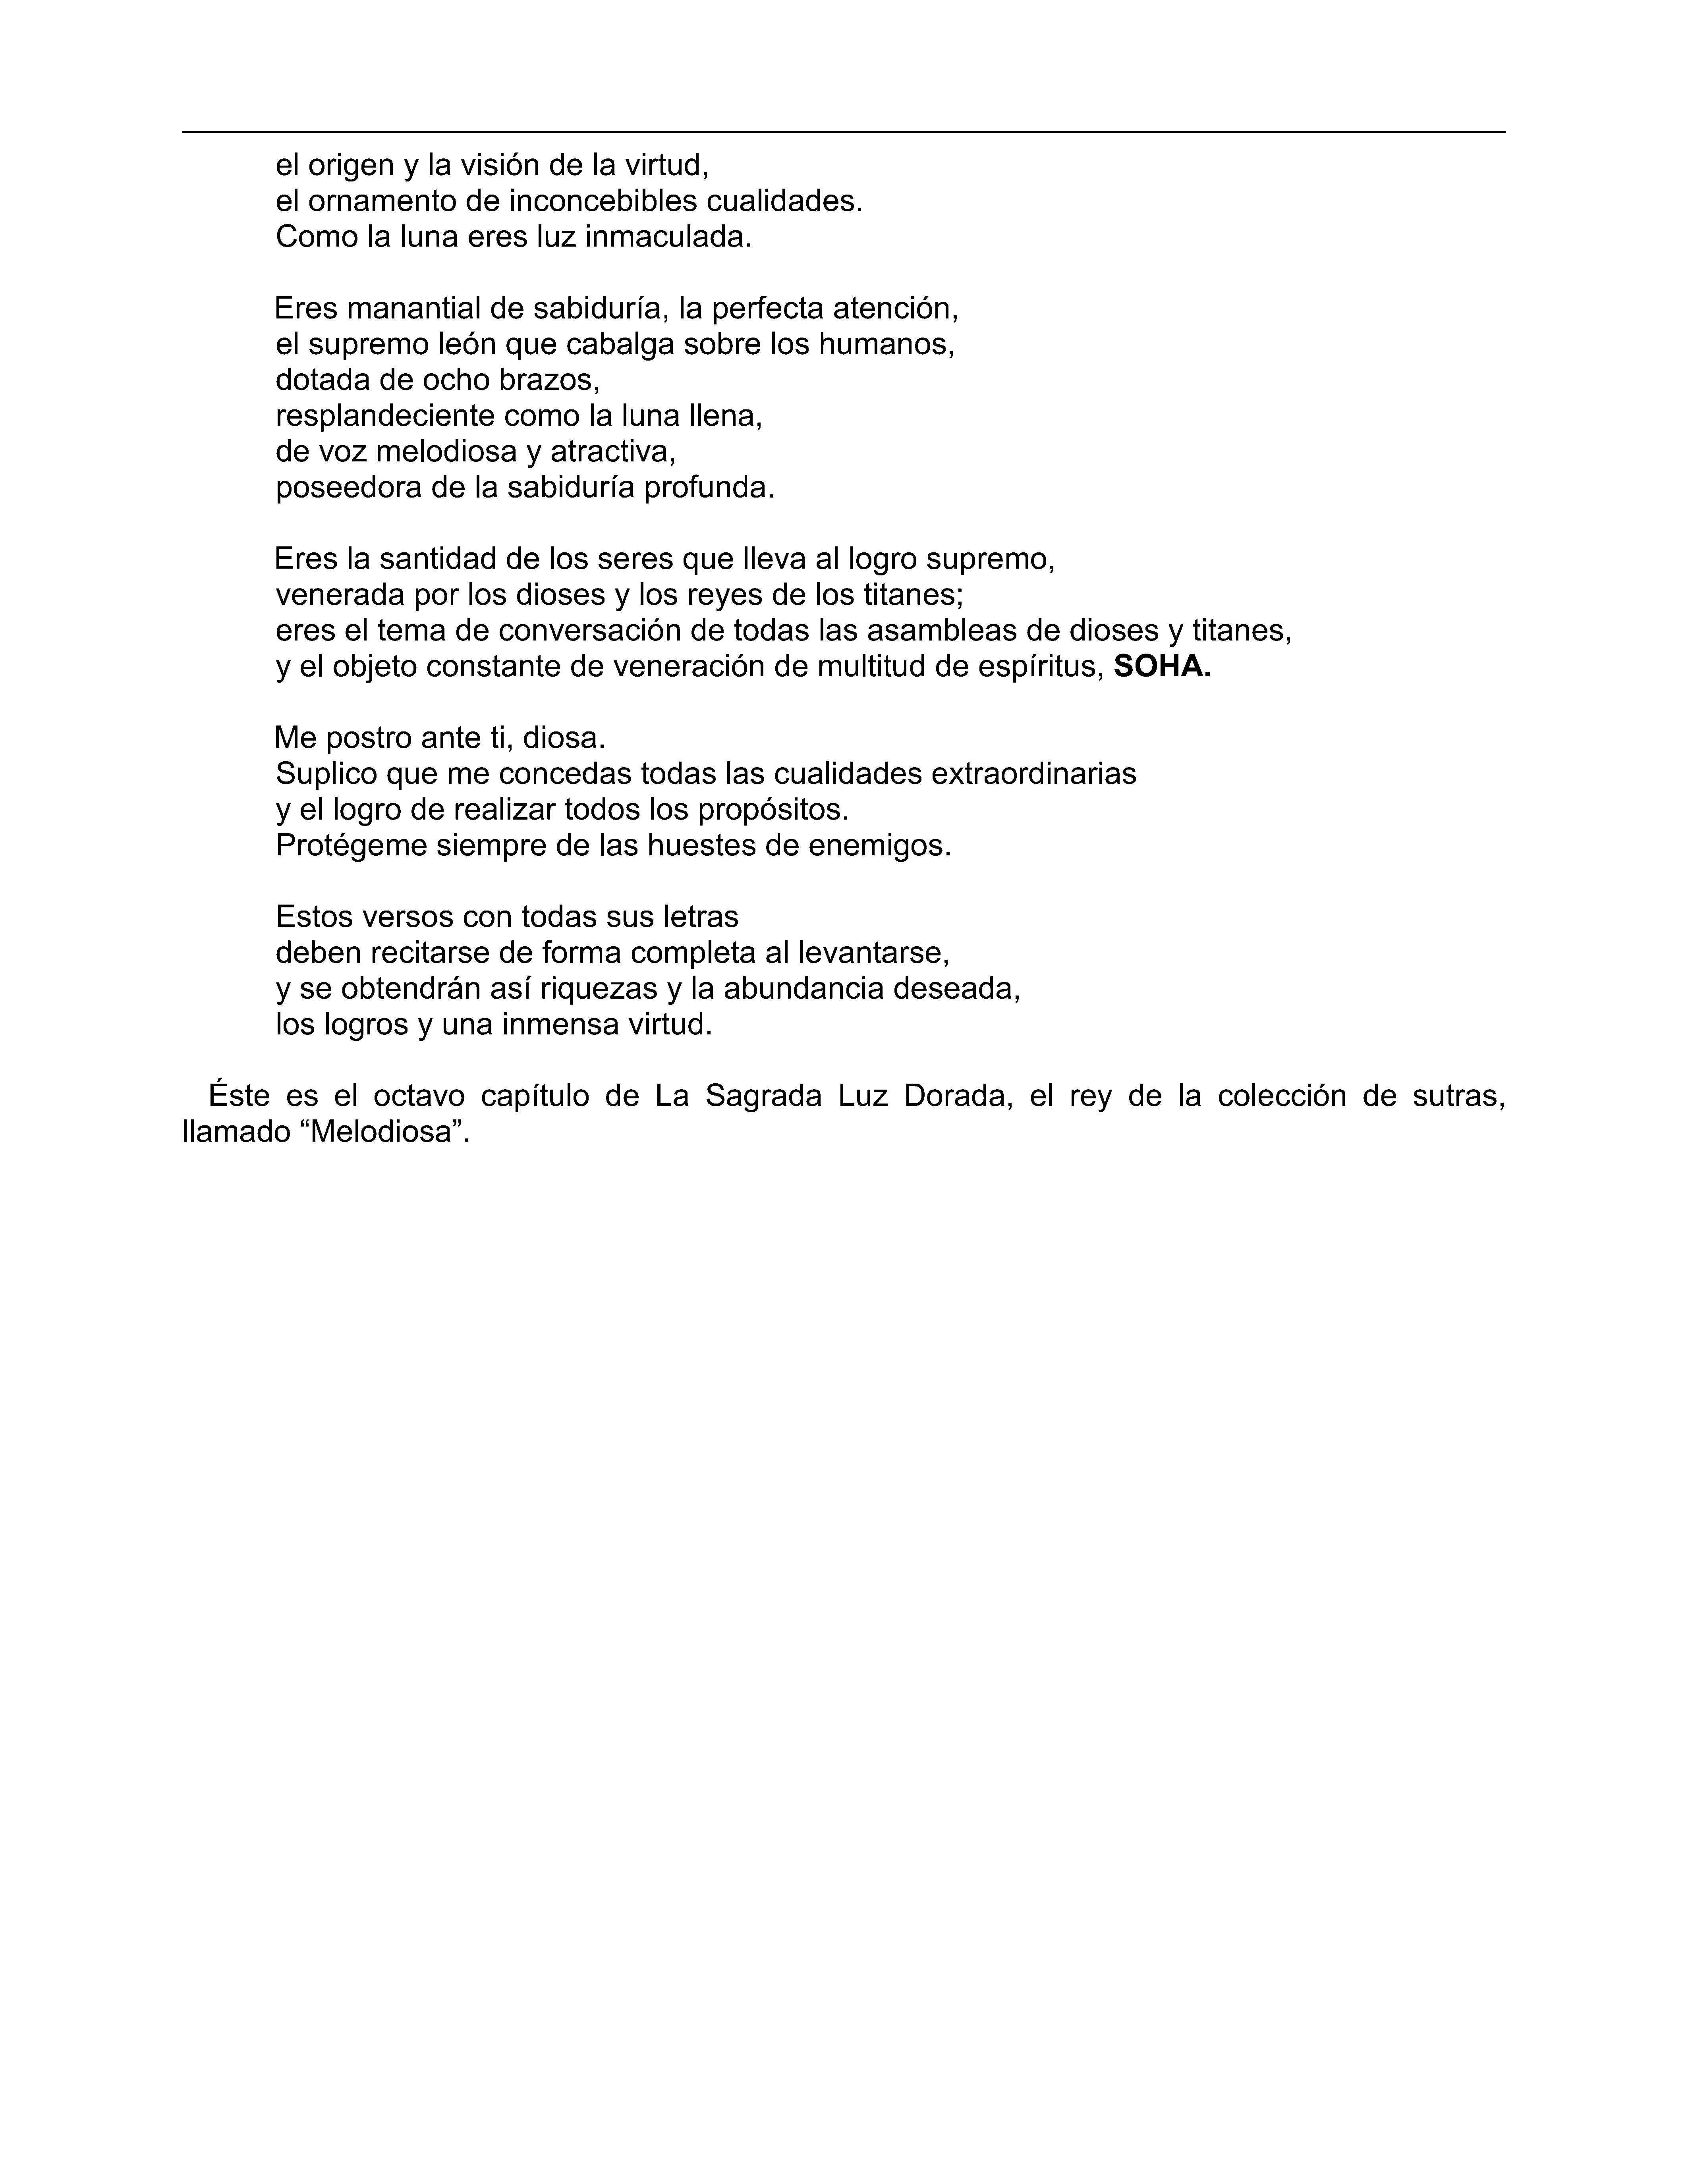 el origen y la visión de la virtud,
el ornamento de inconcebibles cualidades.
Como la luna eres luz inmaculada.

Eres manantial de sabiduría, la perfecta atención,
el supremo león que cabalga sobre los humanos,
dotada de ocho brazos,
resplandeciente como la luna llena,
de voz melodiosa y atractiva,
poseedora de la sabiduría profunda.

Eres la santidad de los seres que lleva al logro supremo,
venerada por los dioses y los reyes de los titanes;
eres el tema de conversación de todas las asambleas de dioses y titanes,
y el objeto constante de veneración de multitud de espíritus, SOHA.

Me postro ante ti, diosa.
Suplico que me concedas todas las cualidades extraordinarias
y el logro de realizar todos los propósitos.
Protégeme siempre de las huestes de enemigos.

Estos versos con todas sus letras
deben recitarse de forma completa al levantarse,
y se obtendrán así riquezas y la abundancia deseada,
los logros y una inmensa virtud.

Éste es el octavo capítulo de La Sagrada Luz Dorada, el rey de la colección de sutras,
llamado “Melodiosa”.